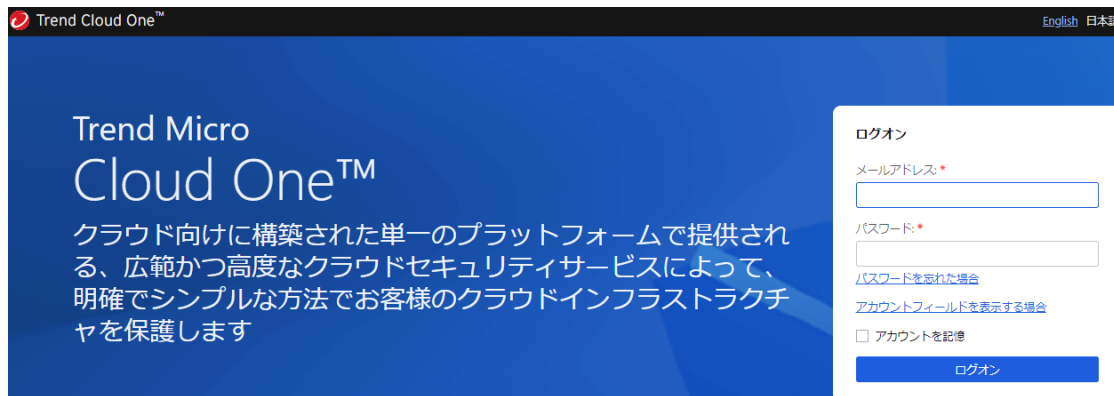 Trend Cloud One™
English 日本語
Trend Micro
Cloud One™
クラウド向けに構築された単一のプラットフォームで提供され
る、広範かつ高度なクラウドセキュリティサービスによって、
明確でシンプルな方法でお客様のクラウドインフラストラクチ
ャを保護します
ログオン
メールアドレス: *
パスワード: *
パスワードを忘れた場合
アカウントフィールドを表示する場合
アカウントを記憶
ログオン